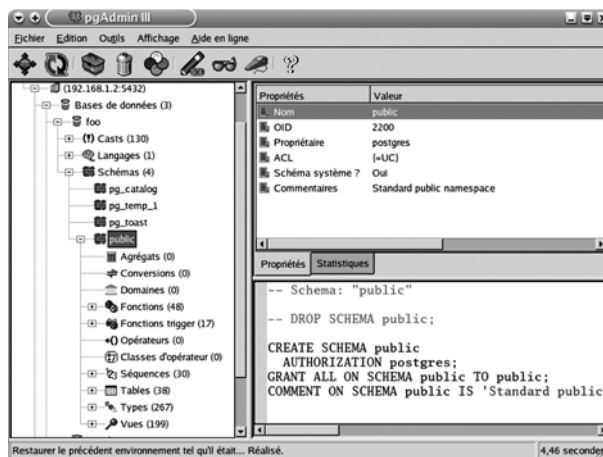 pgAdmin III
Fichier Edition Outils Affichage Aide en ligne
(192.168.1.2:5432)
Bases de données (3)
foo
Casts (130)
Langages (1)
Schémas (4)
pg_catalog
pg_temp_1
pg_toast
public
Agrégats (0)
Conversions (0)
Domaines (0)
Fonctions (48)
Fonctions trigger (17)
Opérateurs (0)
Classes d'opérateur (0)
Séquences (30)
Tables (38)
Types (267)
Vues (199)
Propriétés Valeur
Nom public
OID 2200
Propriétaire postgres
ACL {=UC}
Schéma système ? Oui
Commentaires Standard public namespace
Propriétés Statistiques
-- Schema: "public"
-- DROP SCHEMA public;
CREATE SCHEMA public
AUTHORIZATION postgres;
GRANT ALL ON SCHEMA public TO public;
COMMENT ON SCHEMA public IS 'Standard public
Restaurer le précédent environnement tel qu'il était... Réalisé. 4,46 secondes